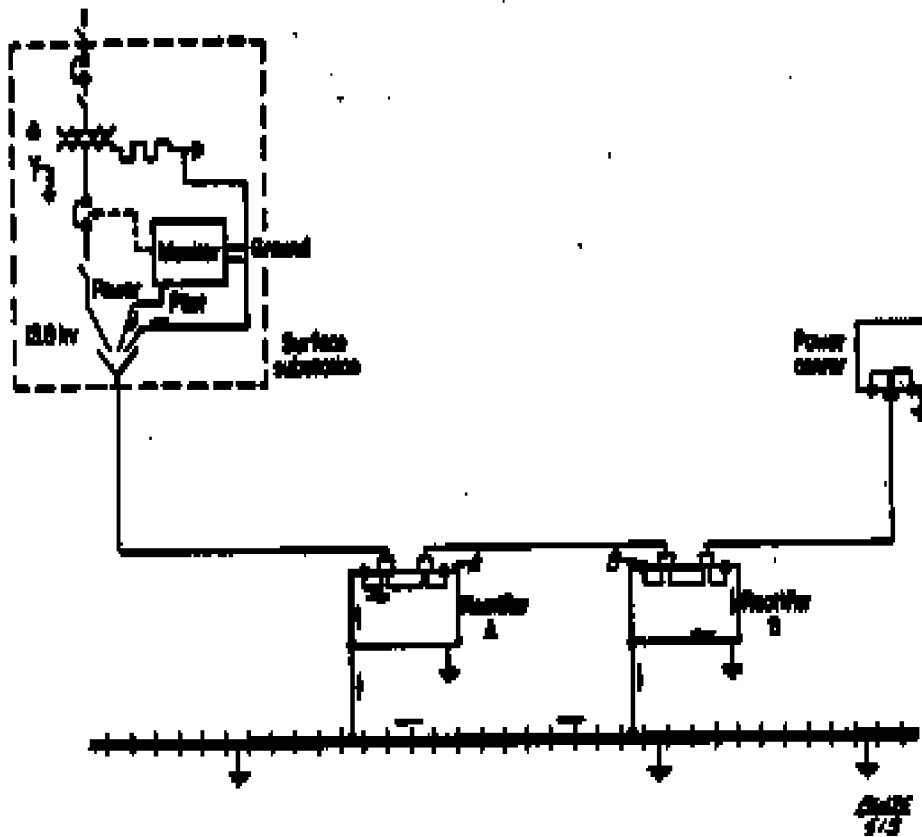 Monitor
Ground
Power
Pilot
Surface
substation
Power
center
Rectifier
A
Rectifier
B